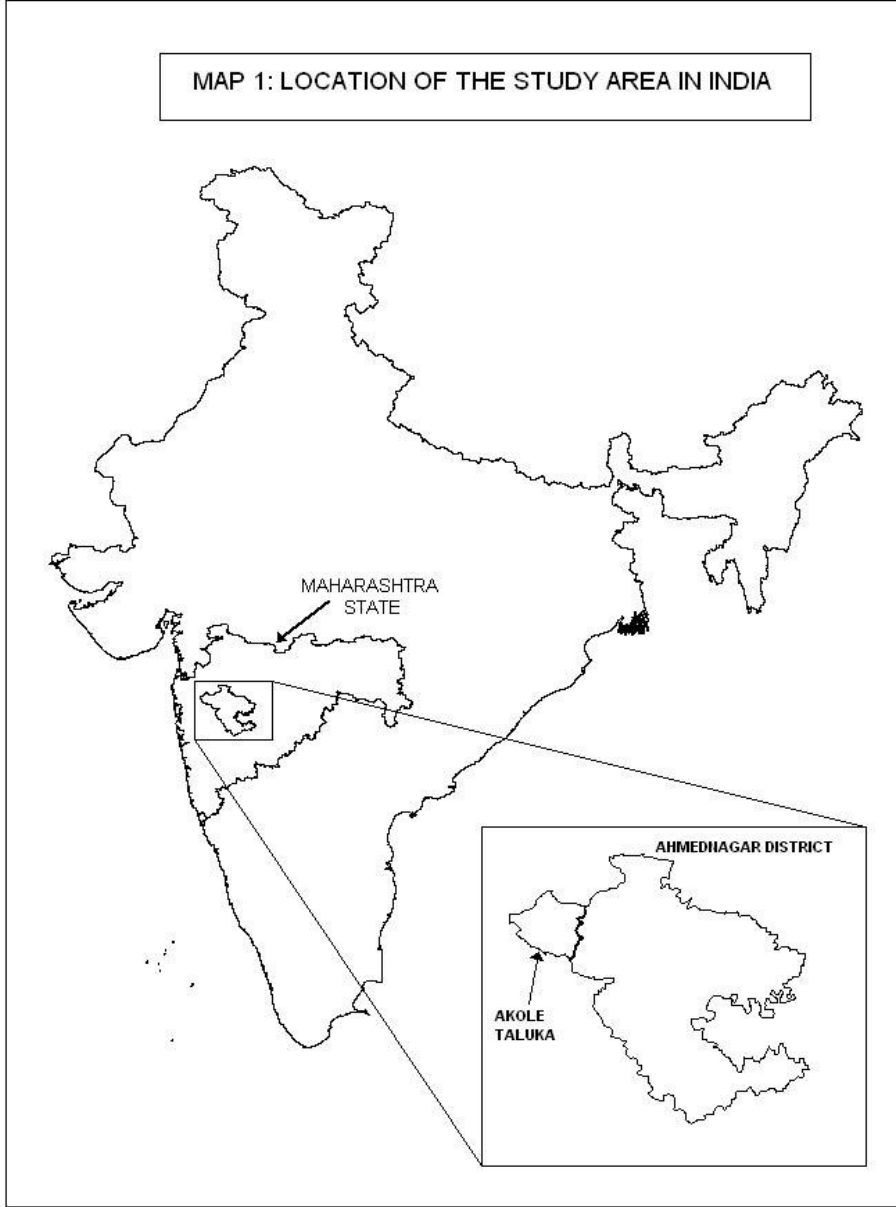 MAP 1: LOCATION OF THE STUDY AREA IN INDIA
MAHARASHTRA
STATE
AHMEDNAGAR DISTRICT
AKOLE
TALUKA